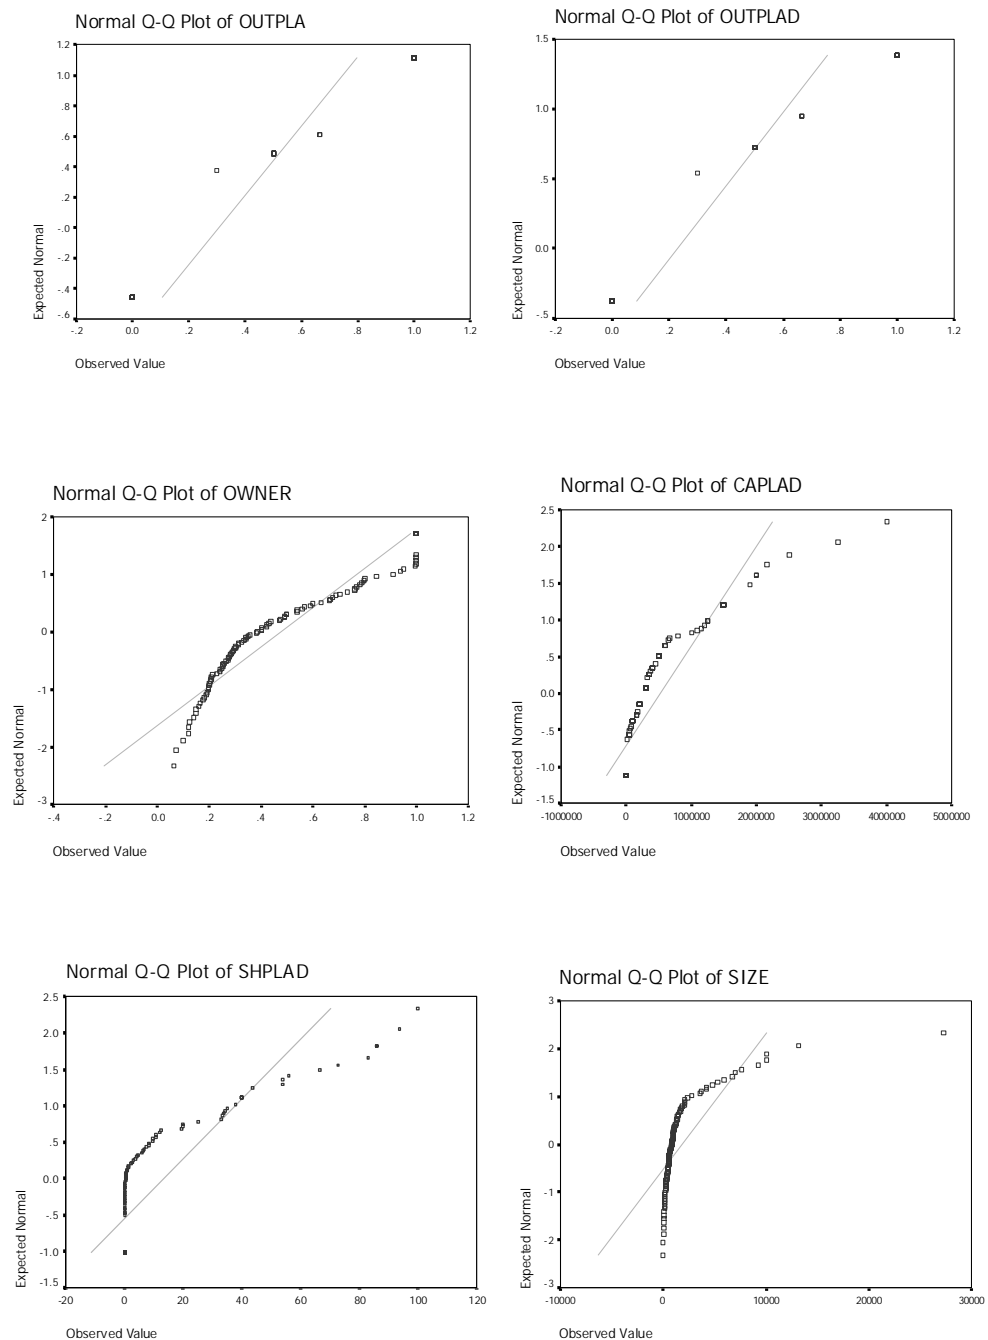 Normal Q-Q Plot of OUTPLA
1.2
1.0
.8
.6
.4
.2
-.0
-.2
-.4
-.6
Expected Normal
-.2 0.0 .2 .4 .6 .8 1.0 1.2
Observed Value
Normal Q-Q Plot of OUTPLAD
1.5
1.0
.5
0.0
-.5
Expected Normal
-.2 0.0 .2 .4 .6 .8 1.0 1.2
Observed Value
Normal Q-Q Plot of OWNER
2
1
0
-1
-2
-3
Expected Normal
-.4 -.2 0.0 .2 .4 .6 .8 1.0 1.2
Observed Value
Normal Q-Q Plot of CAPLAD
2.5
2.0
1.5
1.0
.5
0.0
-.5
-1.0
-1.5
Expected Normal
-1000000 0 1000000 2000000 3000000 4000000 5000000
Observed Value
Normal Q-Q Plot of SHPLAD
2.5
2.0
1.5
1.0
.5
0.0
-.5
-1.0
-1.5
Expected Normal
-20 0 20 40 60 80 100 120
Observed Value
Normal Q-Q Plot of SIZE
3
2
1
0
-1
-2
-3
Expected Normal
-10000 0 10000 20000 30000
Observed Value